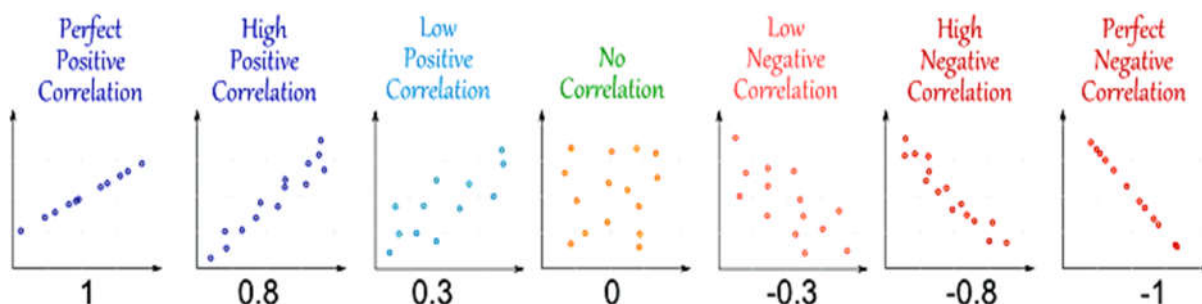 Perfect
Positive
Correlation
High
Positive
Correlation
Low
Positive
Correlation
No
Correlation
Low
Negative
Correlation
High
Negative
Correlation
Perfect
Negative
Correlation
1
0.8
0.3
0
-0.3
-0.8
-1